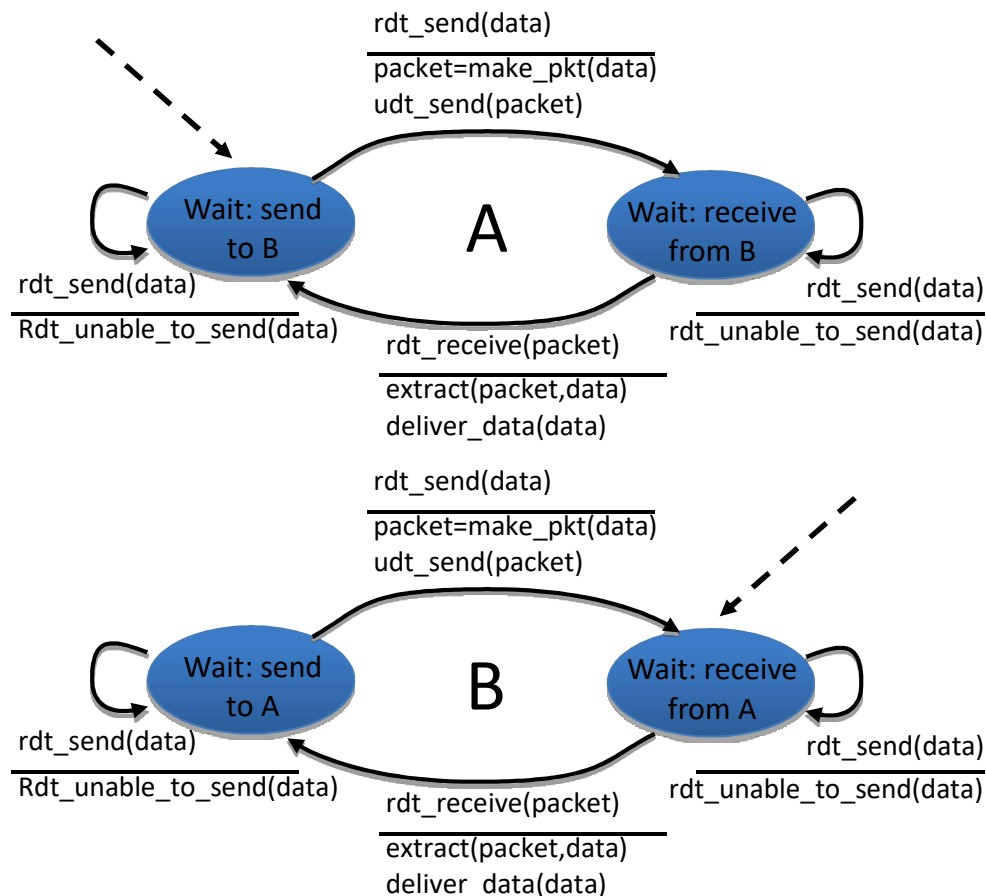 rdt_send(data)
packet=make_pkt(data)
udt_send(packet)
Wait: send
to B
A
Wait: receive
from B
rdt_send(data)
Rdt_unable_to_send(data)
rdt_send(data)
rdt_unable_to_send(data)
rdt_receive(packet)
extract(packet,data)
deliver_data(data)
rdt_send(data)
packet=make_pkt(data)
udt_send(packet)
Wait: send
to A
B
Wait: receive
from A
rdt_send(data)
Rdt_unable_to_send(data)
rdt_send(data)
rdt_unable_to_send(data)
rdt_receive(packet)
extract(packet,data)
deliver_data(data)